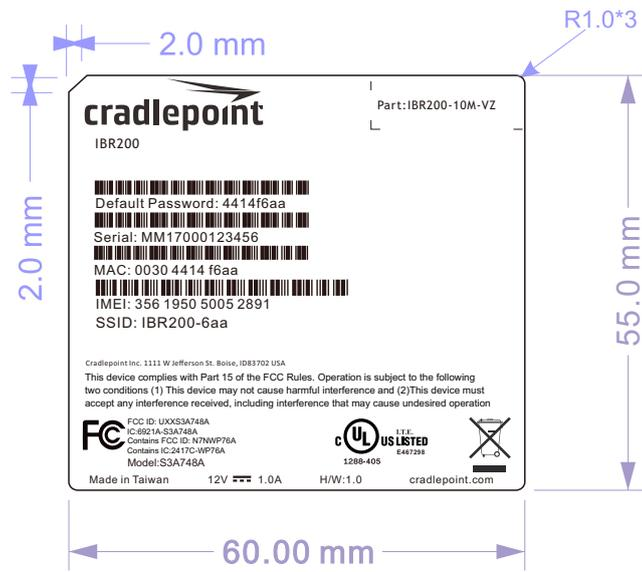 R1.0*3
2.0 mm
cradlepoint
Part:IBR200-10M-VZ
IBR200
2.0 mm
55.0 mm
Default Password: 4414f6aa
Serial: MM17000123456
MAC: 0030 4414 f6aa
IMEI: 356 1950 5005 2891
SSID: IBR200-6aa
Cradlepoint Inc. 1111 W Jefferson St. Boise, ID83702 USA
This device complies with Part 15 of the FCC Rules. Operation is subject to the following
two conditions (1) This device may not cause harmful interference and (2)This device must
accept any interference received, including interference that may cause undesired operation
FC
FCC ID: UXXS3A748A
IC:6921A-S3A748A
Contains FCC ID: N7NWP76A
Contains IC:2417C-WP76A
Model:S3A748A
C UL US LISTED
I.T.E.
E467298
1288-405
Made in Taiwan 12V 1.0A H/W:1.0 cradlepoint.com
60.00 mm